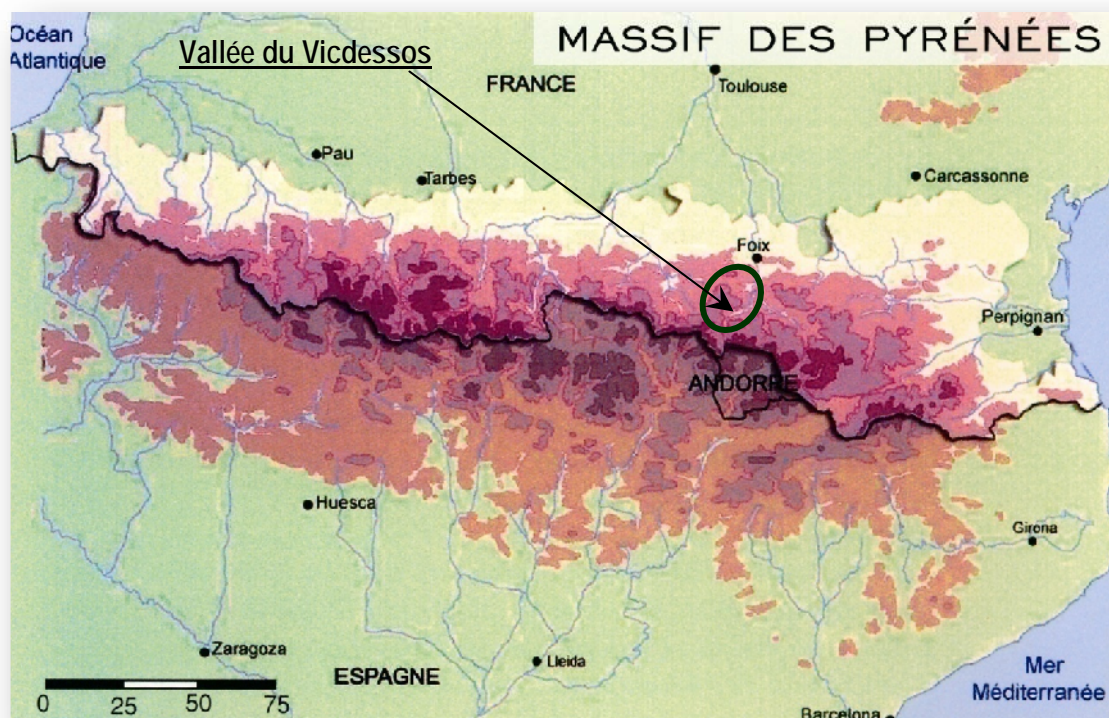 MASSIF DES PYRÉNÉES
Océan
Atlantique
Vallée du Vicdessos
FRANCE
Toulouse
Pau
Tarbes
Carcassonne
Foix
Perpignan
ANDORRE
Huesca
Girona
Zaragoza
Lleida
ESPAGNE
Mer
Méditerranée
0 25 50 75
Barcelona